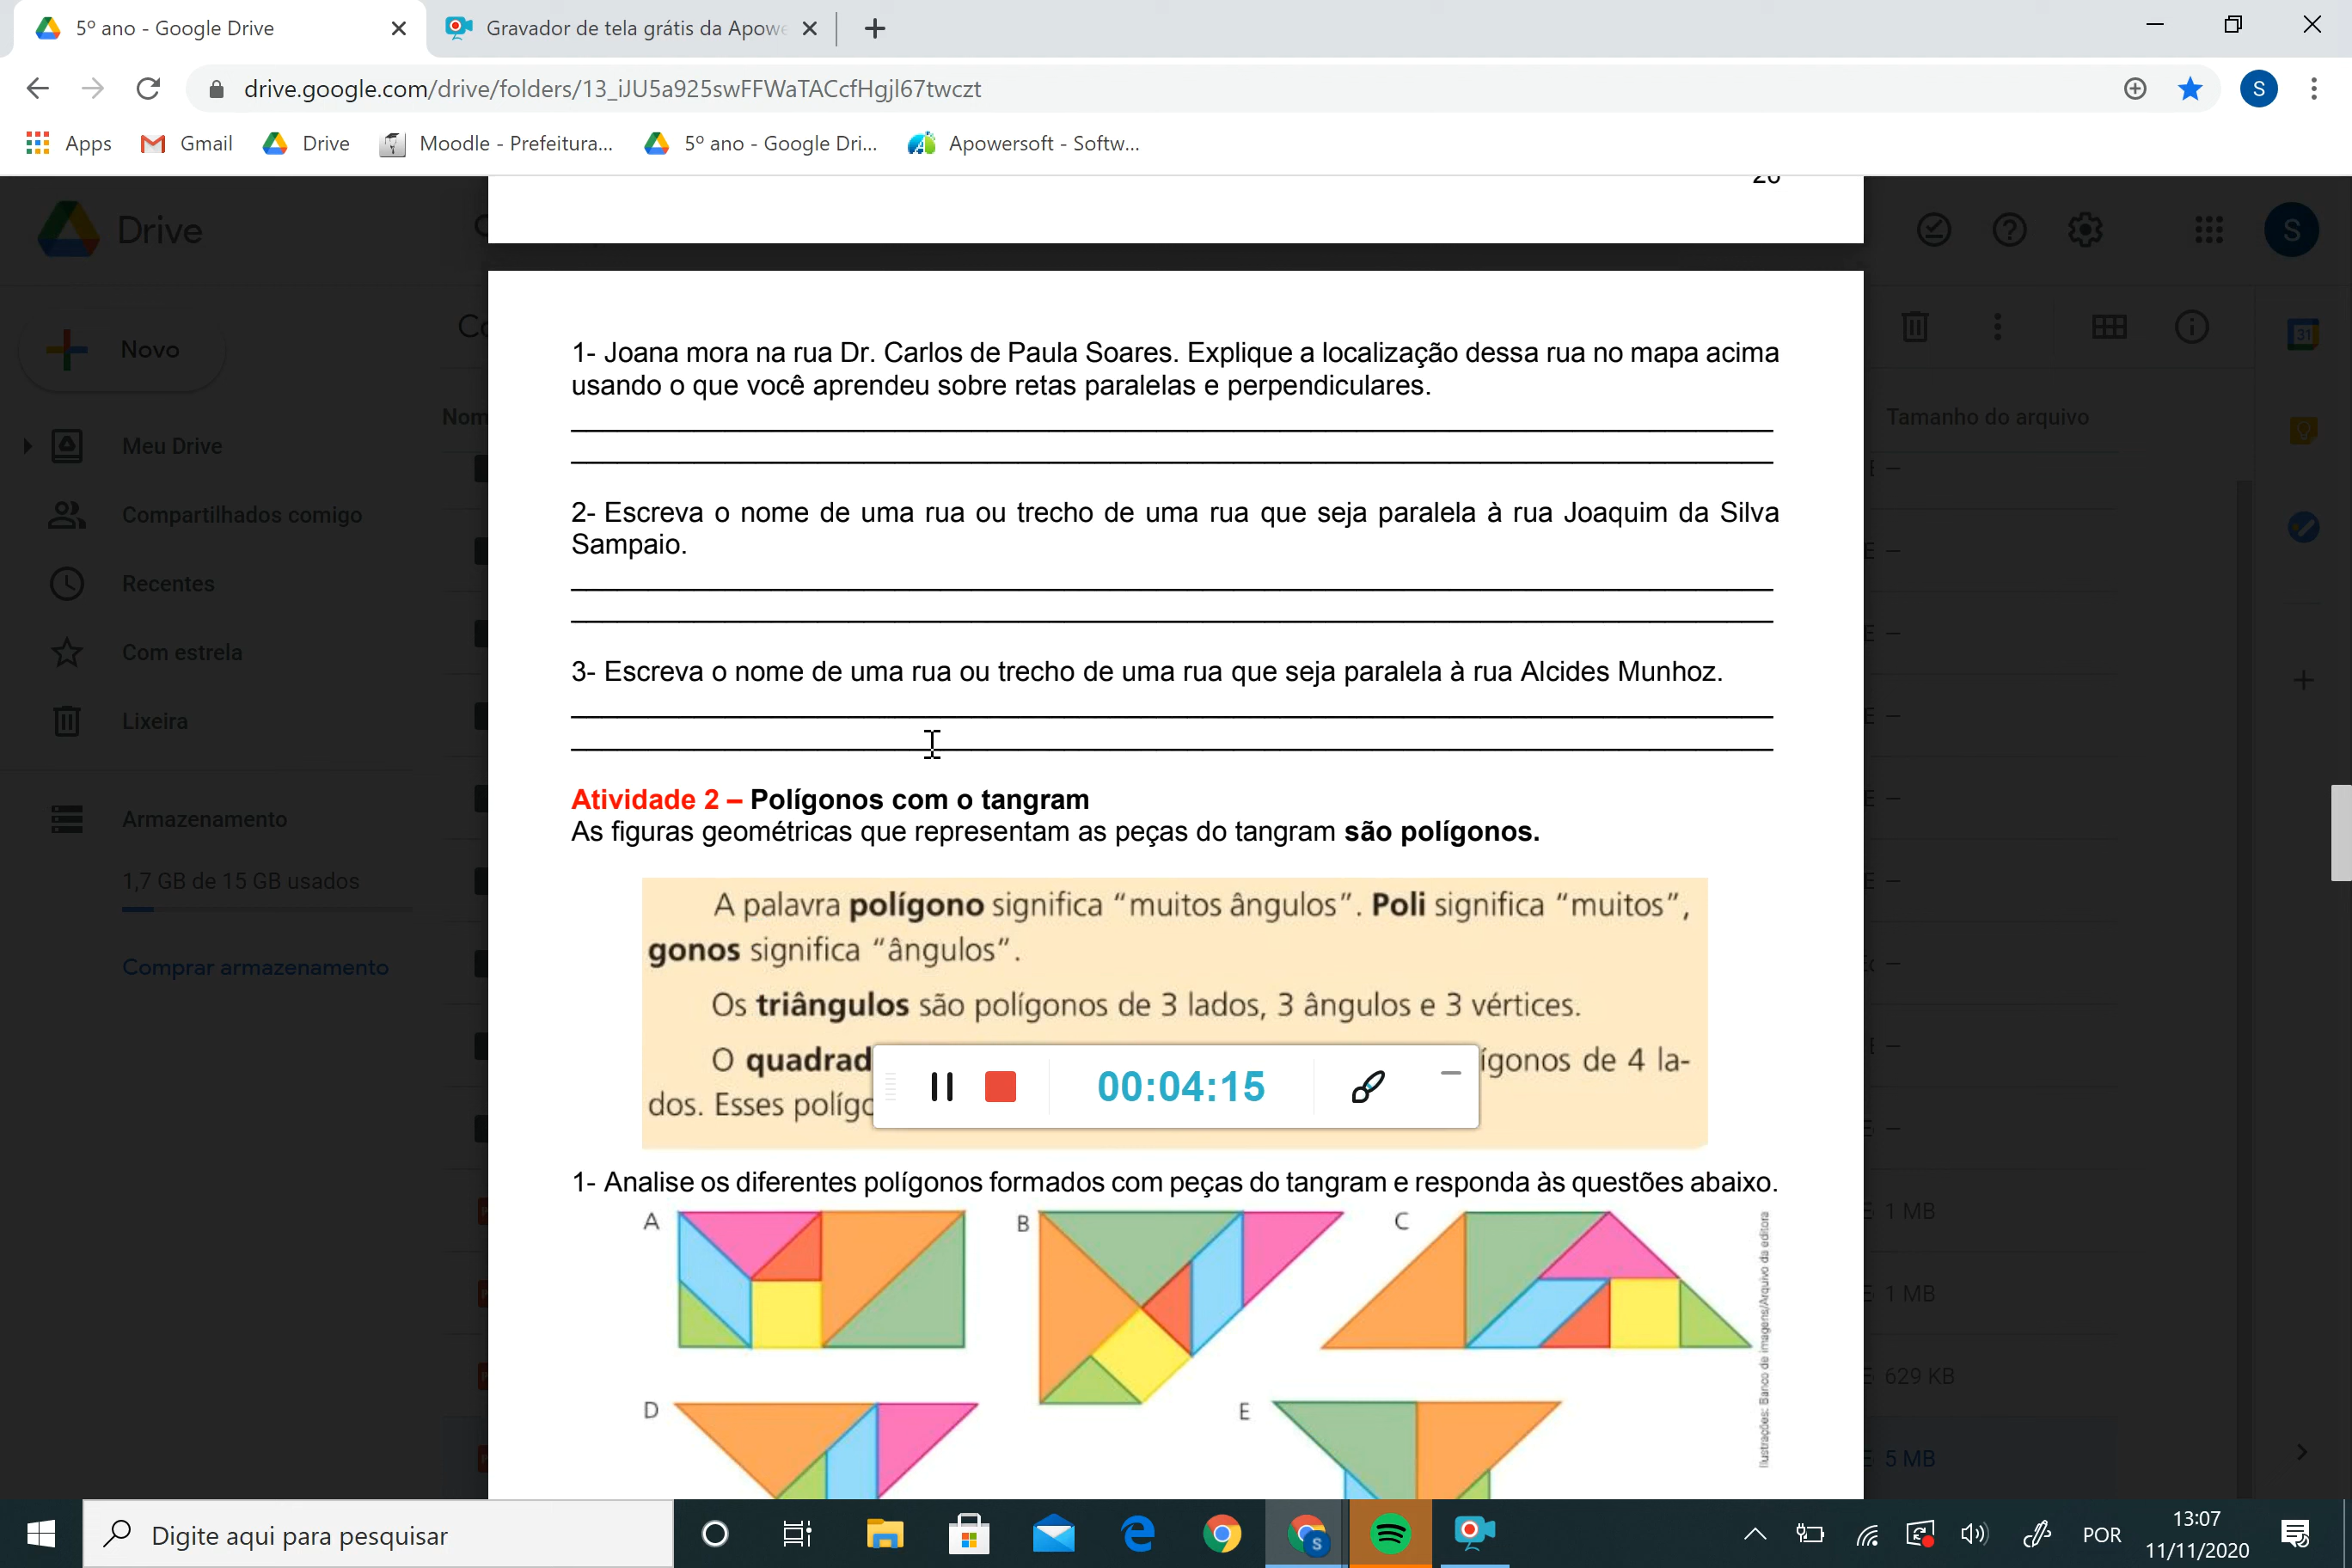 5º ano - Google Drive
Gravador de tela grátis da Apowe
drive.google.com/drive/folders/13_iJU5a925swFFWaTACcfHgjl67twczt
S
Apps
Gmail
Drive
Moodle - Prefeitura...
5º ano - Google Dri...
Apowersoft - Softw...
Drive
S
Novo
Meu Drive
Compartilhados comigo
Recentes
Com estrela
Lixeira
Armazenamento
1,7 GB de 15 GB usados
Comprar armazenamento
Nom
Tamanho do arquivo
31
1- Joana mora na rua Dr. Carlos de Paula Soares. Explique a localização dessa rua no mapa acima
usando o que você aprendeu sobre retas paralelas e perpendiculares.
2- Escreva o nome de uma rua ou trecho de uma rua que seja paralela à rua Joaquim da Silva
Sampaio.
3- Escreva o nome de uma rua ou trecho de uma rua que seja paralela à rua Alcides Munhoz.
Atividade 2 – Polígonos com o tangram
As figuras geométricas que representam as peças do tangram são polígonos.
A palavra polígono significa “muitos ângulos”. Poli significa “muitos”,
gonos significa “ângulos”.
Os triângulos são polígonos de 3 lados, 3 ângulos e 3 vértices.
O quadrad ígonos de 4 la-
dos. Esses políg
00:04:15
1- Analise os diferentes polígonos formados com peças do tangram e responda às questões abaixo.
A
B
C
D
E
Ilustrações: Banco de imagens/Arquivo da editora
1 MB
1 MB
629 KB
5 MB
Digite aqui para pesquisar
S
POR
13:07
11/11/2020